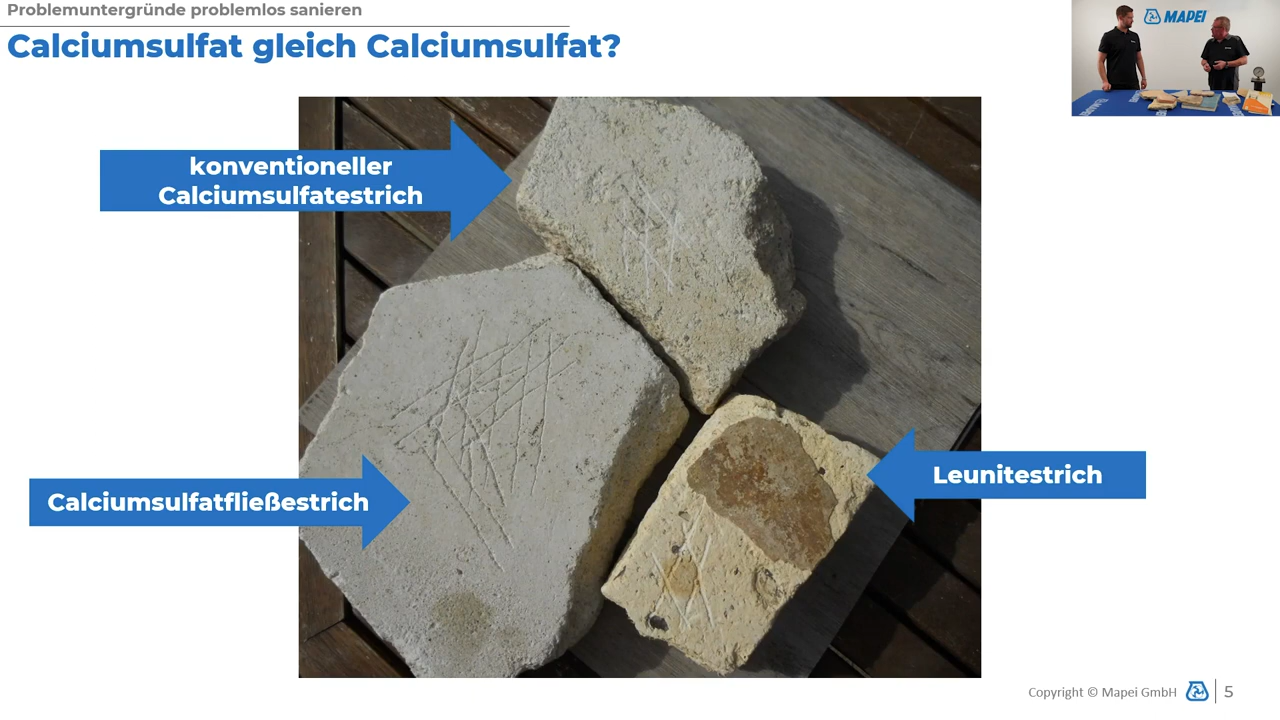 Problemuntergründe problemlos sanieren
Calciumsulfat gleich Calciumsulfat?
MAPEI
konventioneller
Calciumsulfatestrich
Leunitestrich
Calciumsulfatfließestrich
Copyright © Mapei GmbH
5